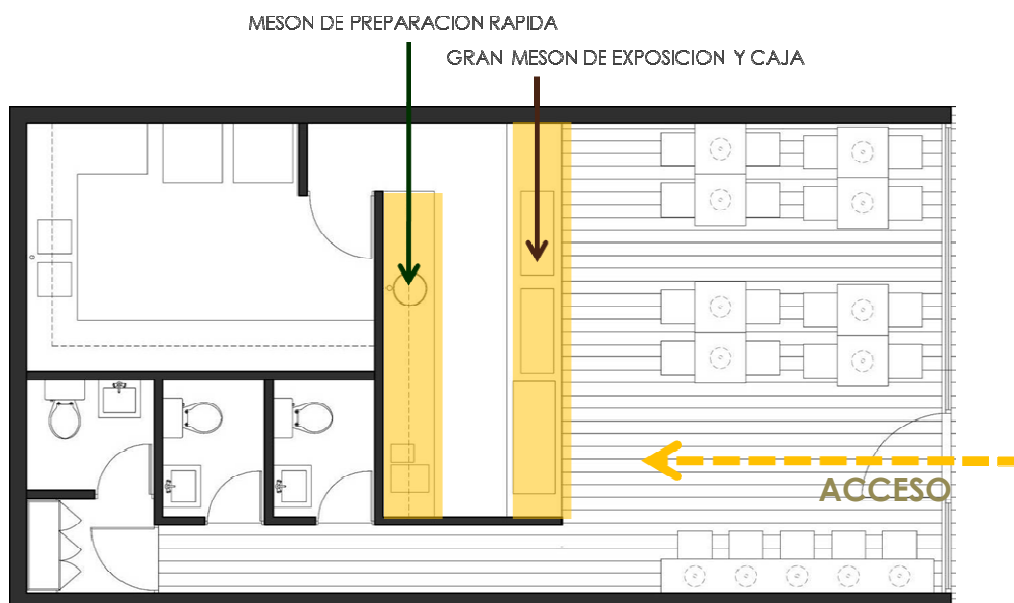 MESON DE PREPARACION RAPIDA
GRAN MESON DE EXPOSICION Y CAJA
ACCESO